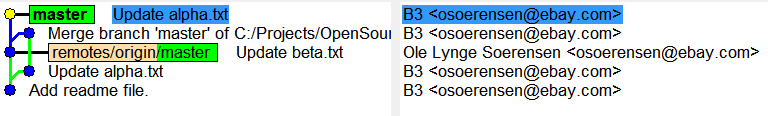 master Update alpha.txt B3 <osoerensen@ebay.com>
Merge branch 'master' of C:/Projects/OpenSour B3 <osoerensen@ebay.com>
remotes/origin/master Update beta.txt Ole Lynge Soerensen <osoerensen@ebay.com>
Update alpha.txt B3 <osoerensen@ebay.com>
Add readme file. B3 <osoerensen@ebay.com>